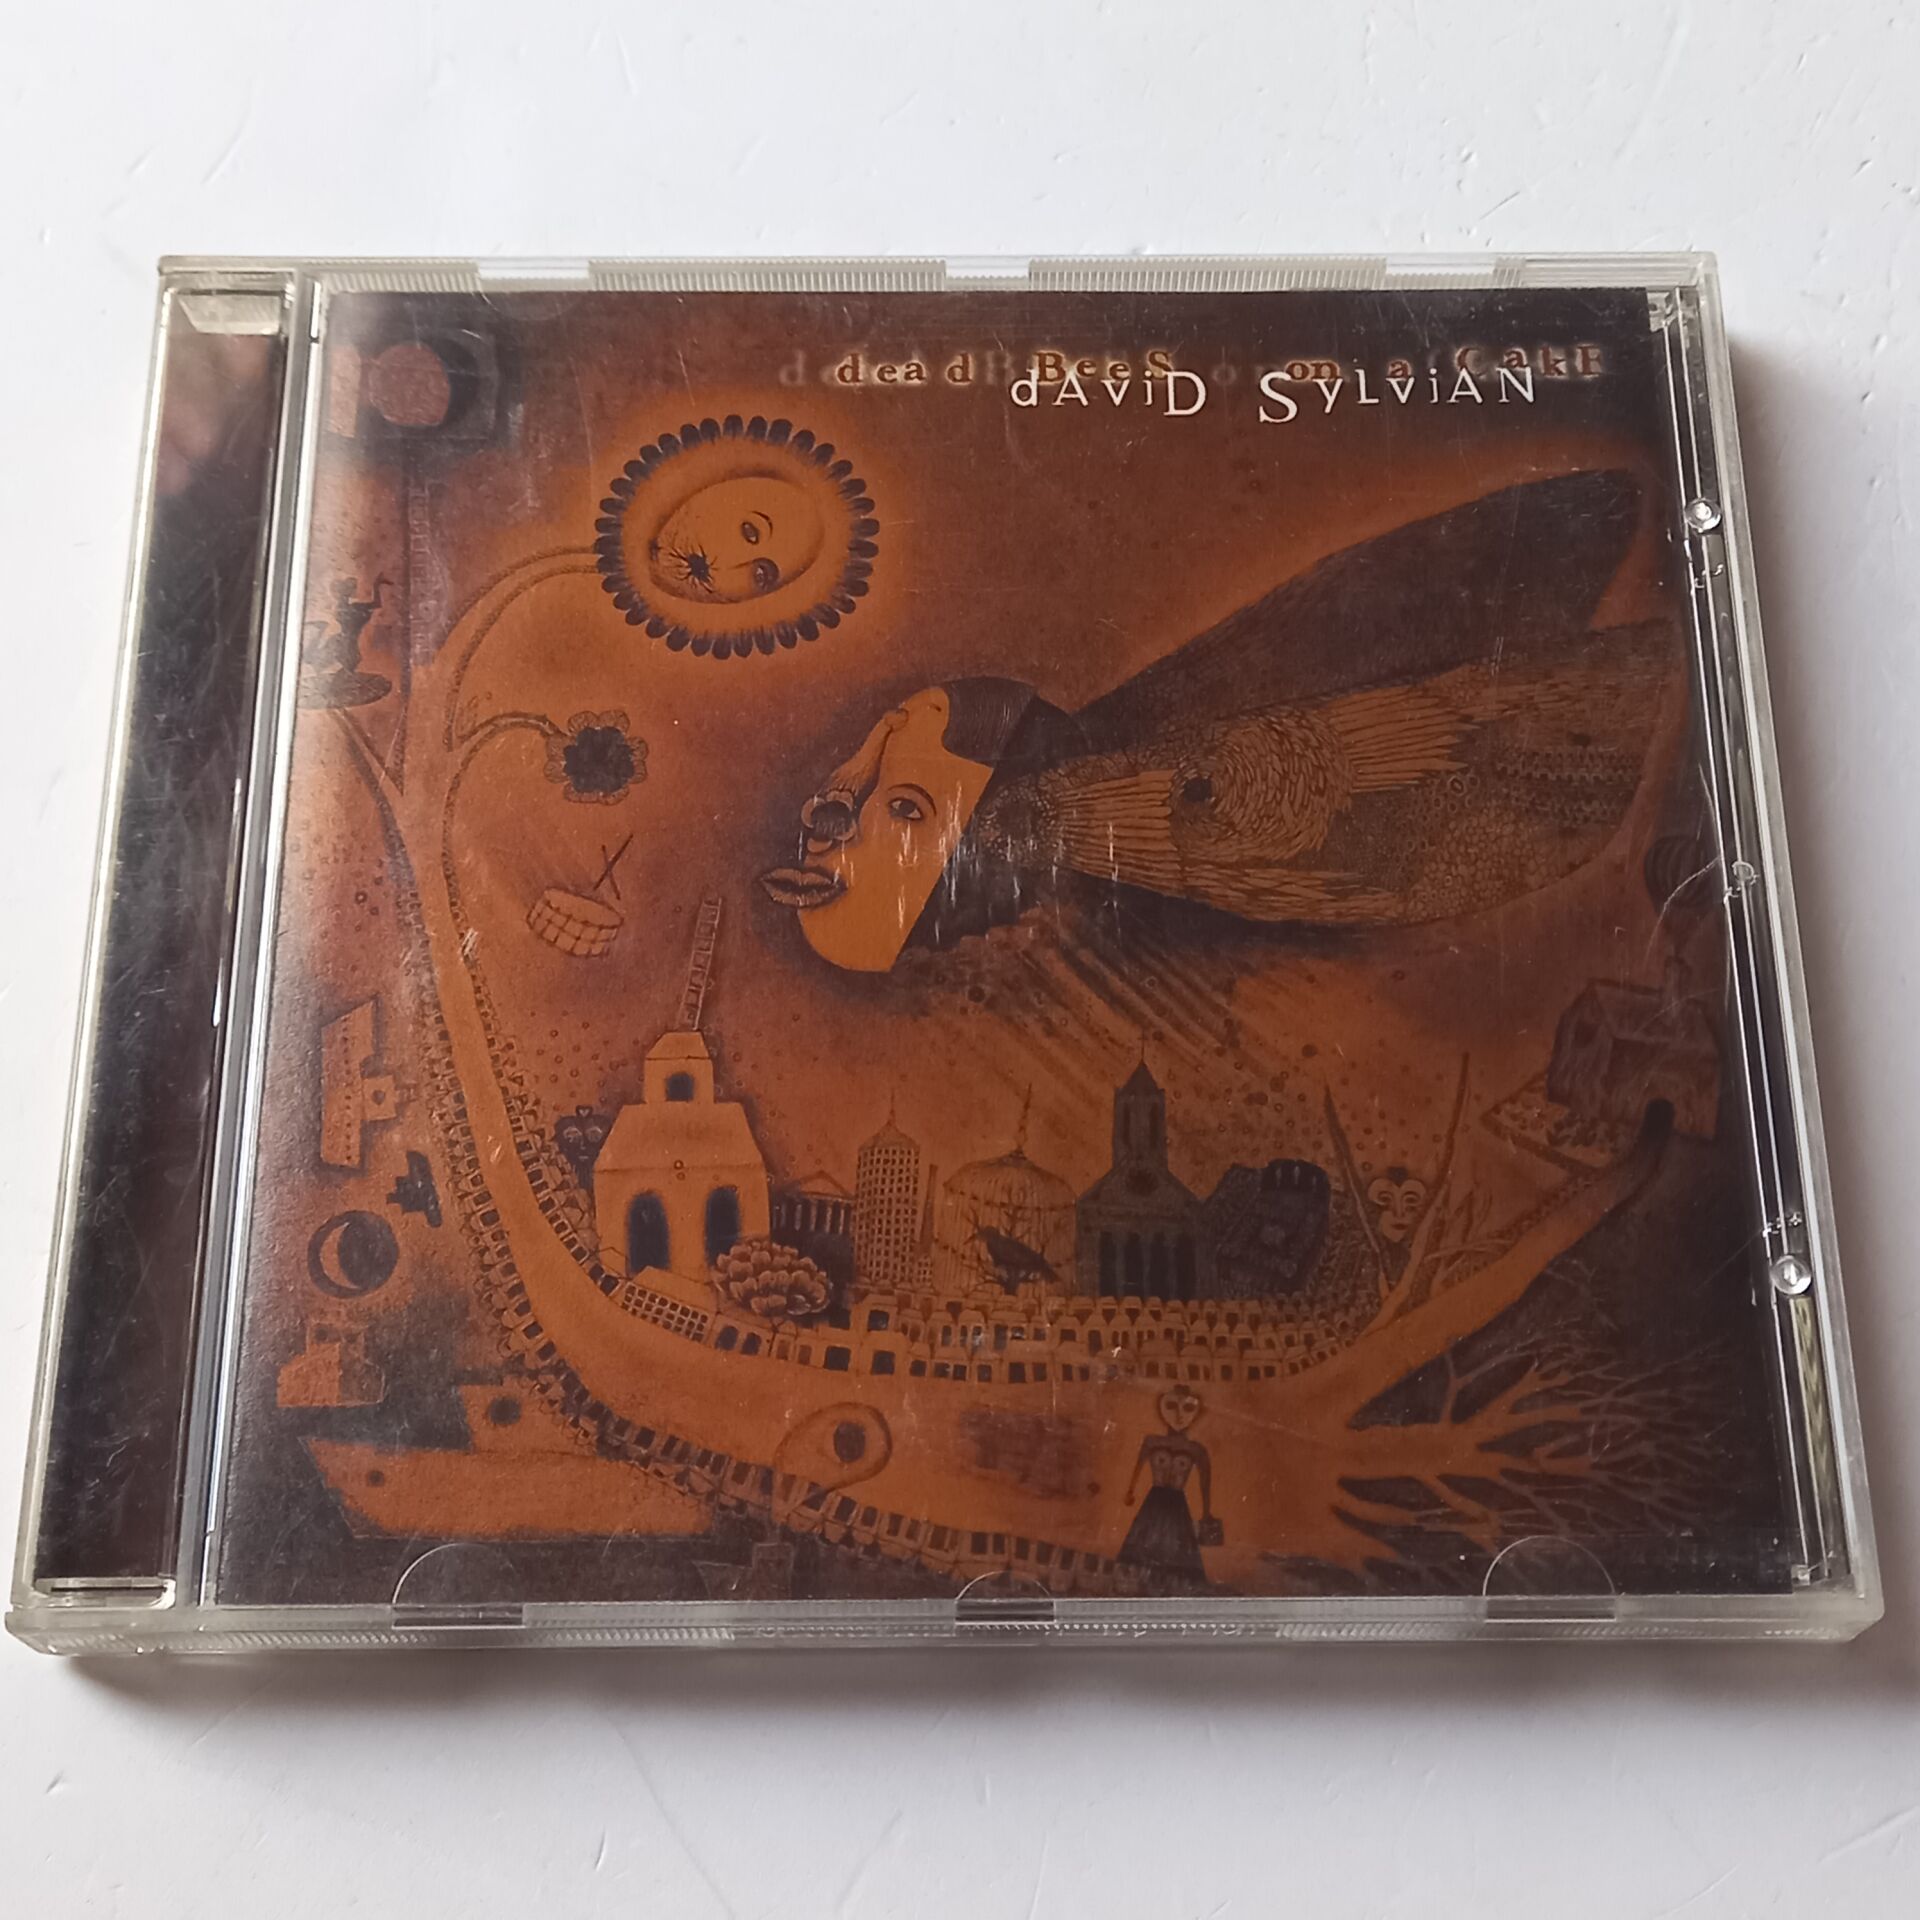 dead BeeS on a CakE
dAviD SyLViAN